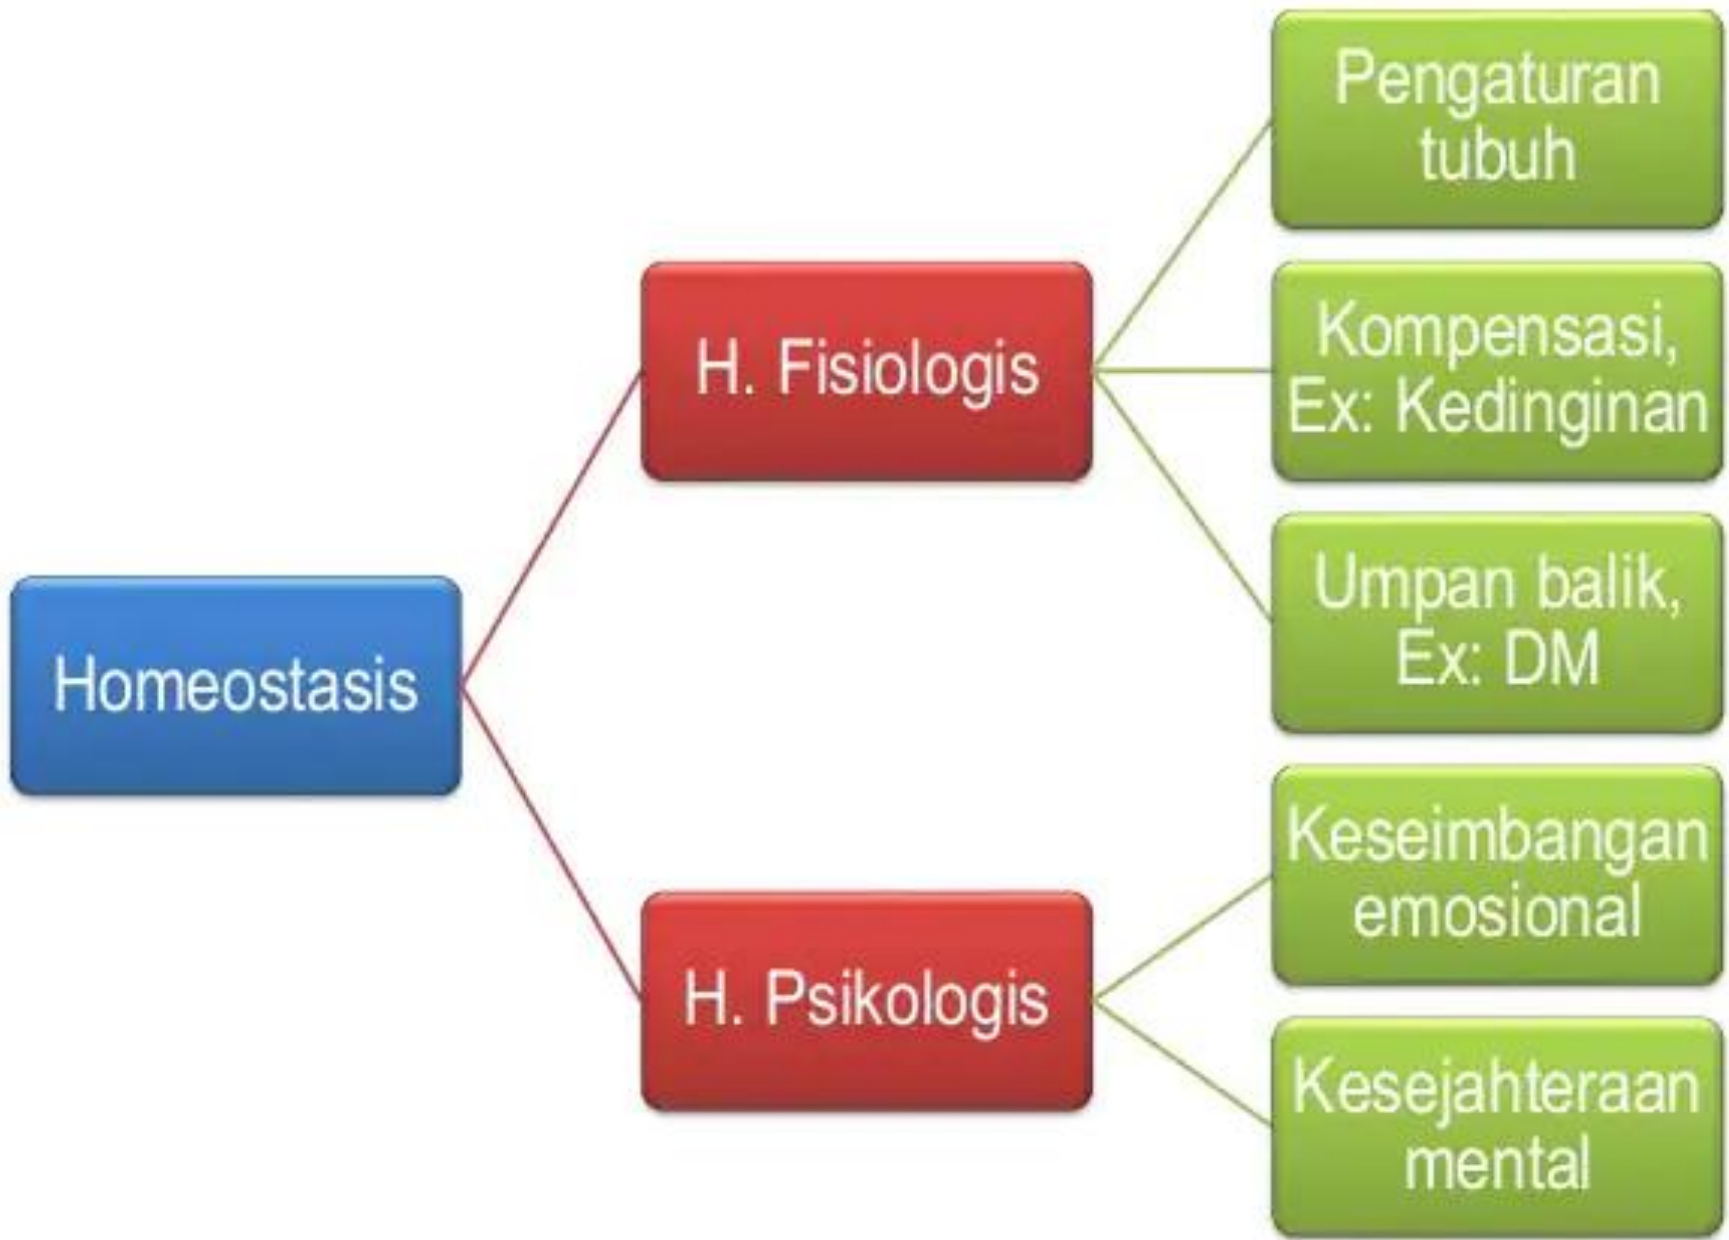 Homeostasis
H. Fisiologis
Pengaturan
tubuh
Kompensasi,
Ex: Kedinginan
Umpan balik,
Ex: DM
H. Psikologis
Keseimbangan
emosional
Kesejahteraan
mental